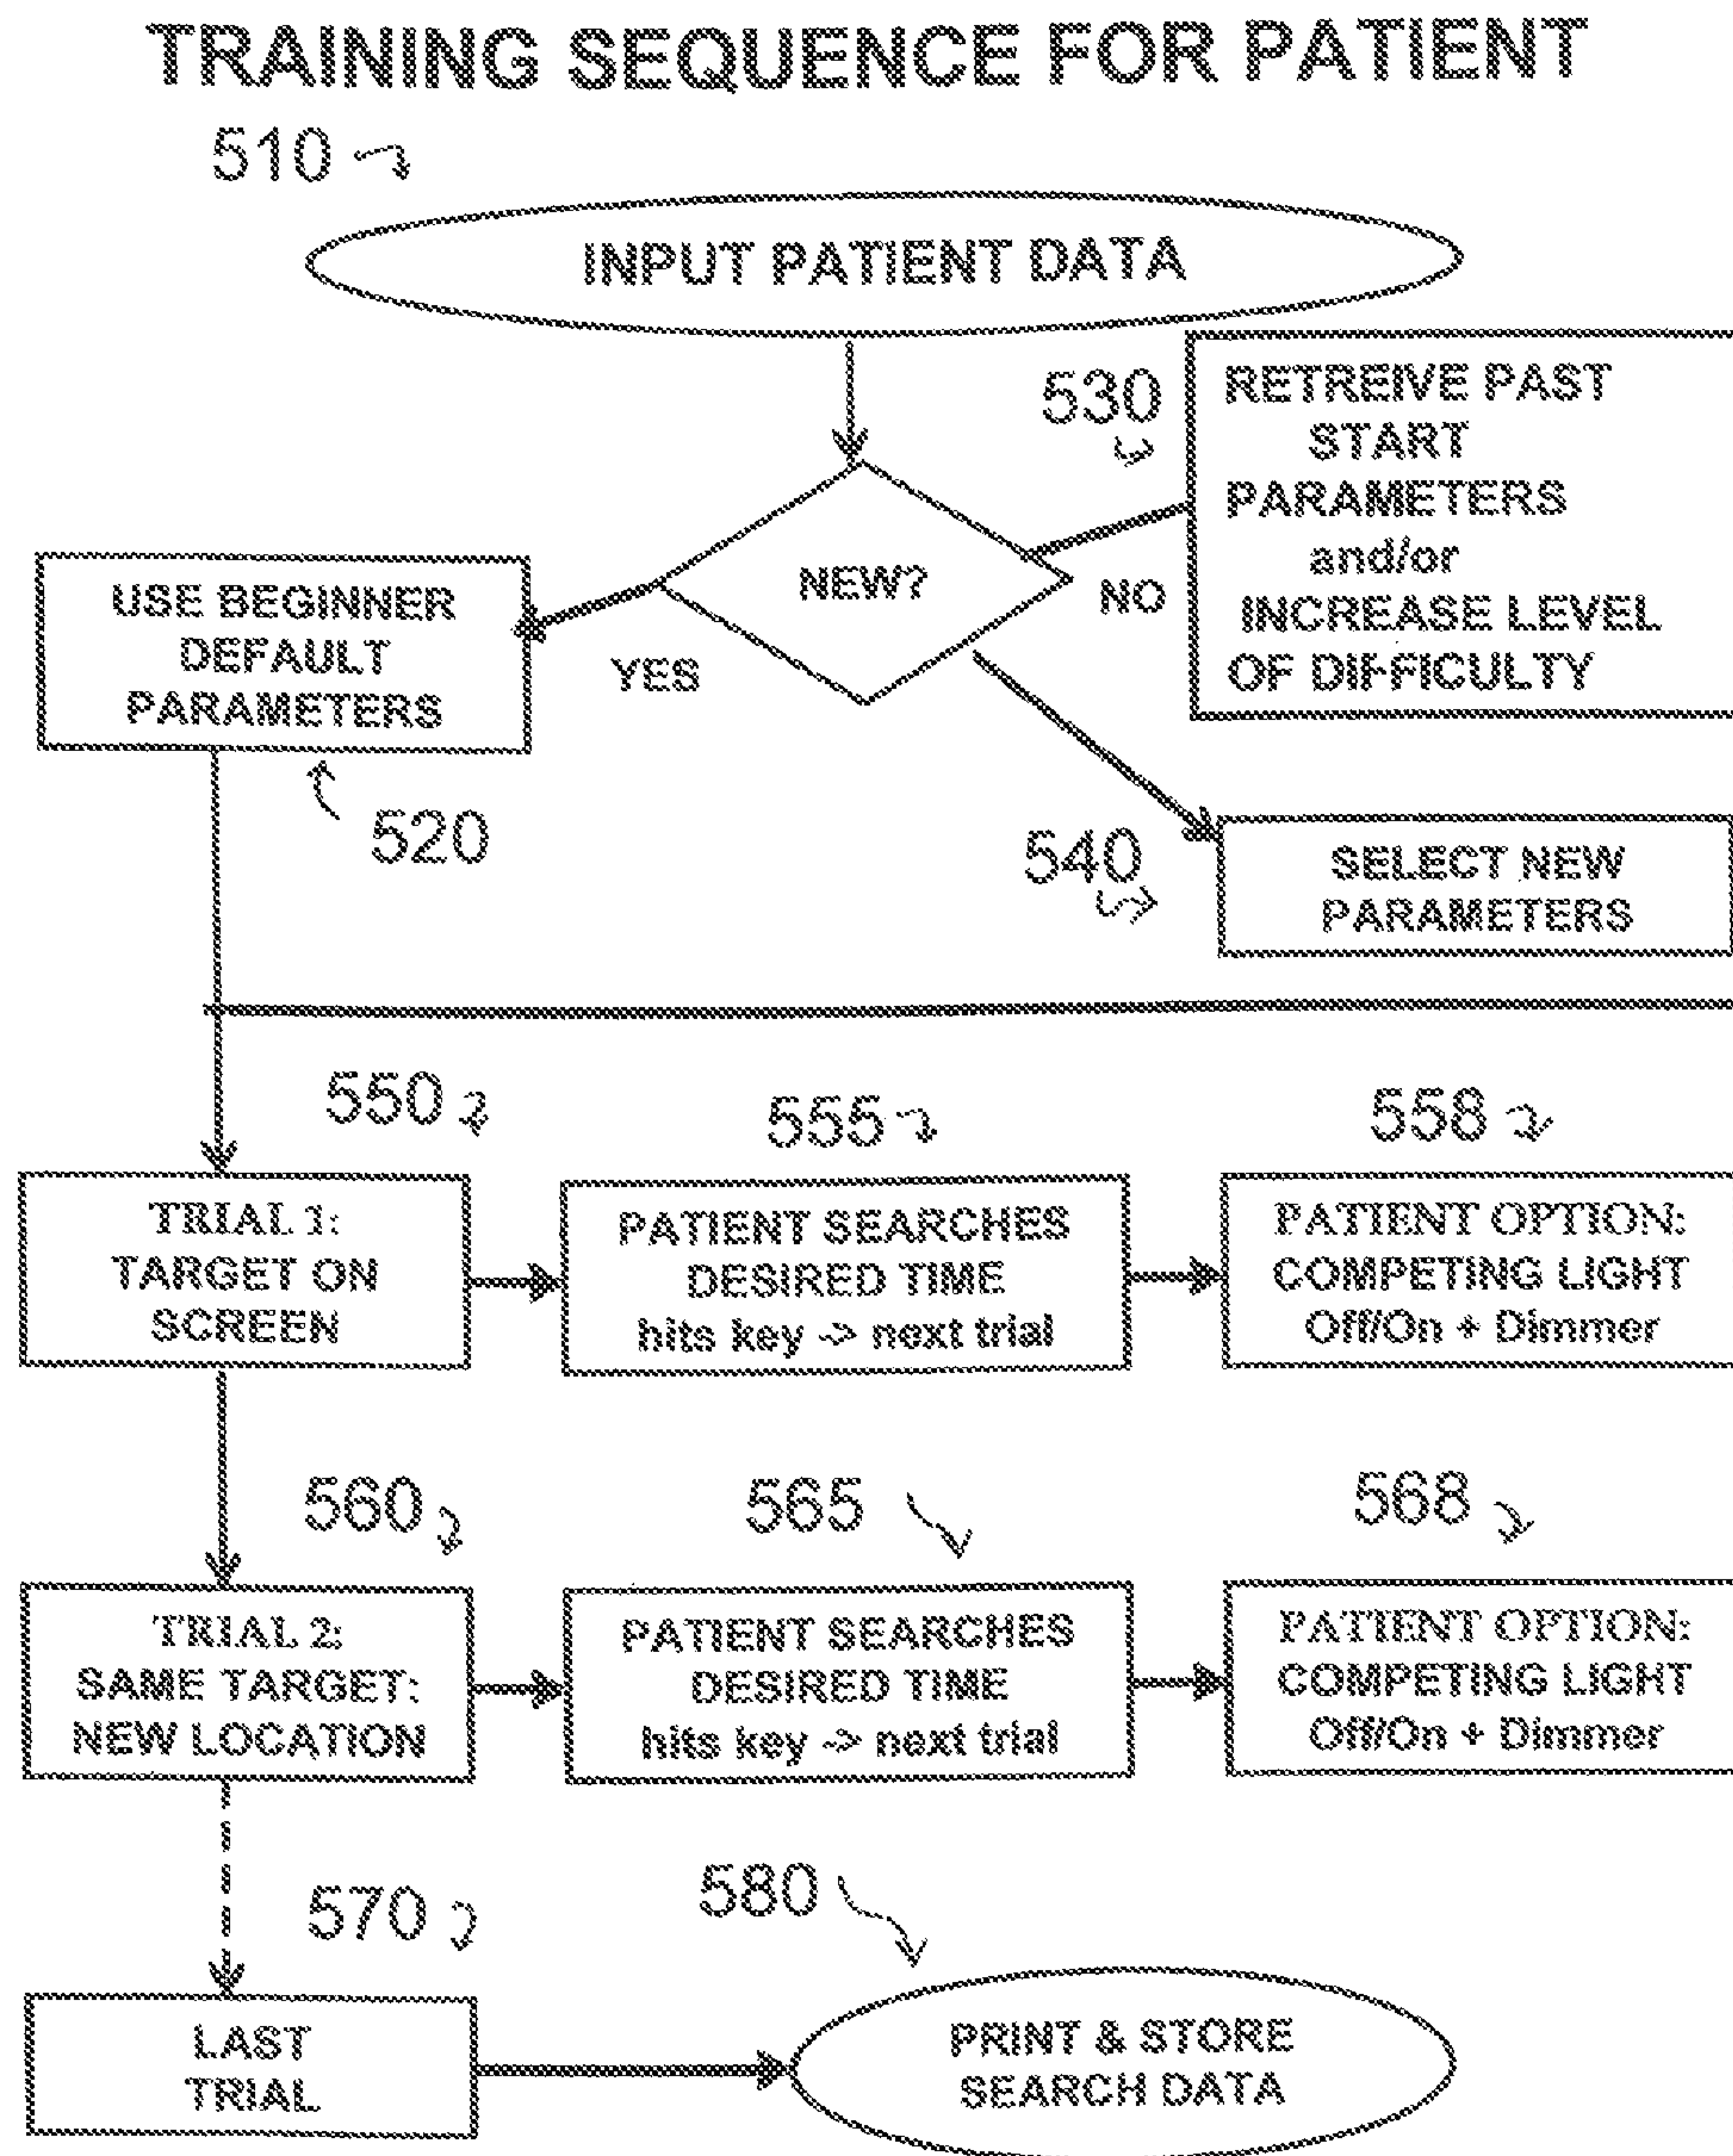 TRAINING SEQUENCE FOR PATIENT
510
INPUT PATIENT DATA
530
RETREIVE PAST
START
PARAMETERS
and/or
INCREASE LEVEL
OF DIFFICULTY
NEW?
NO
YES
USE BEGINNER
DEFAULT
PARAMETERS
520
540
SELECT NEW
PARAMETERS
550
555
558
TRIAL 1:
TARGET ON
SCREEN
PATIENT SEARCHES
DESIRED TIME
hits key -> next trial
PATIENT OPTION:
COMPETING LIGHT
Off/On + Dimmer
560
565
568
TRIAL 2:
SAME TARGET:
NEW LOCATION
PATIENT SEARCHES
DESIRED TIME
hits key -> next trial
PATIENT OPTION:
COMPETING LIGHT
Off/On + Dimmer
570
580
LAST
TRIAL
PRINT & STORE
SEARCH DATA